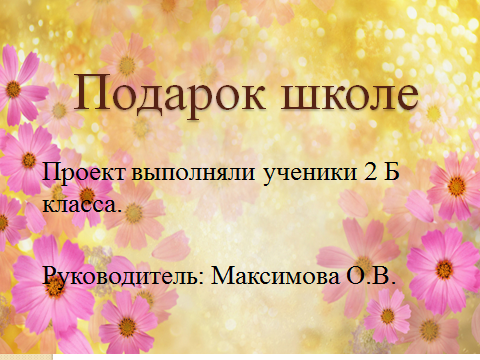 Подарок школе
Проект выполняли ученики 2 Б
класса.
Руководитель: Максимова О.В.